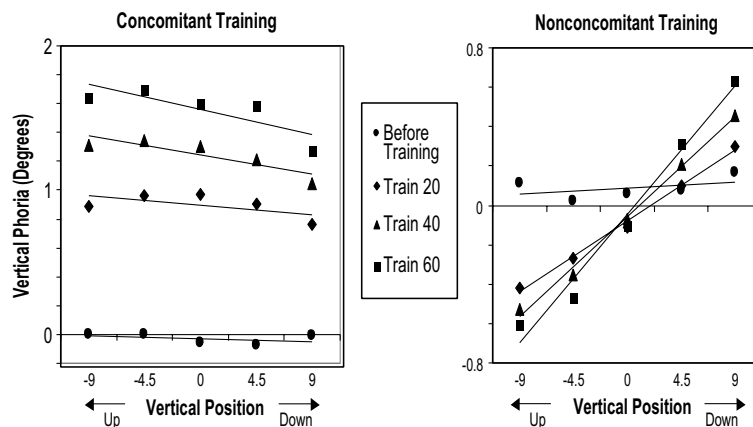 Concomitant Training
2
1
0
-9 -4.5 0 4.5 9
Up Vertical Position Down
Vertical Phoria (Degrees)
Before
Training
Train 20
Train 40
Train 60
Nonconcomitant Training
0.8
0
-0.8
-9 -4.5 0 4.5 9
Up Vertical Position Down